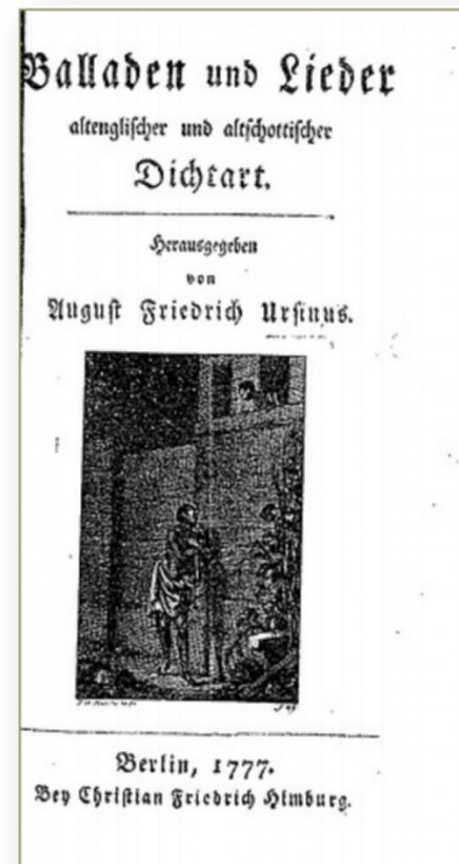 Balladen und Lieder
altenglischer und altschottischer
Dichtart.
Herausgegeben
von
August Friedrich Ursinus.
Berlin, 1777.
Bey Christian Friedrich Himburg.